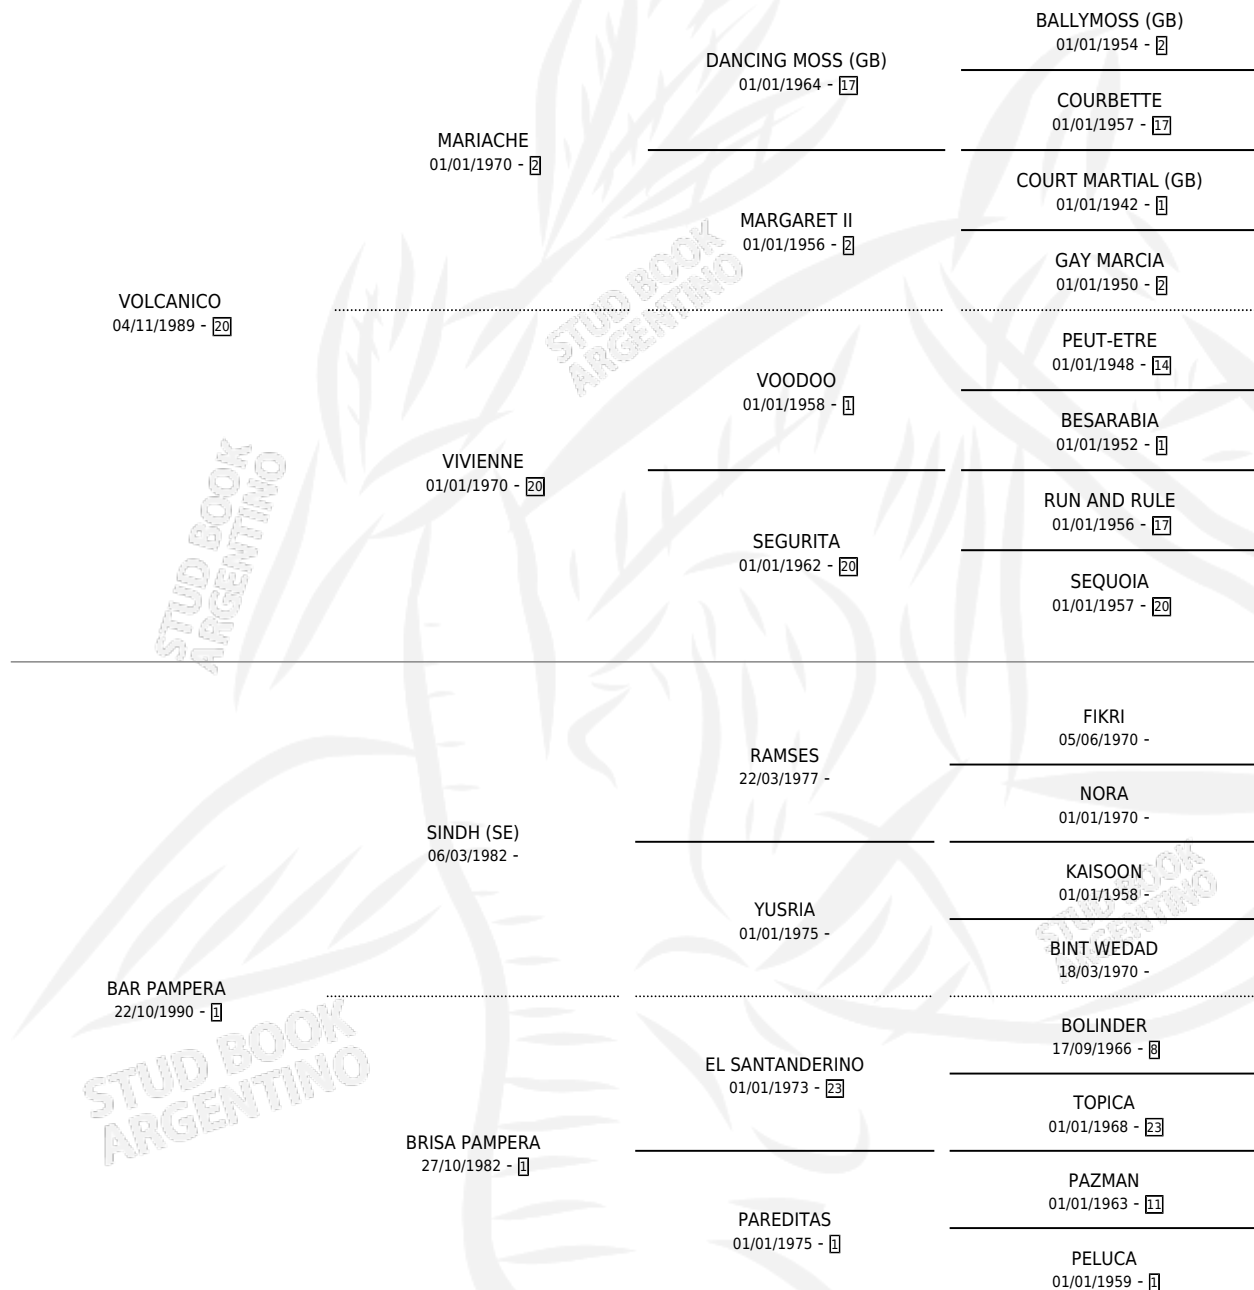 BALLYMOSS (GB)
01/01/1954 - 2
DANCING MOSS (GB)
01/01/1964 - 17
COURBETTE
01/01/1957 - 17
MARIACHE
01/01/1970 - 2
COURT MARTIAL (GB)
01/01/1942 - 1
MARGARET II
01/01/1956 - 2
GAY MARCIA
01/01/1950 - 2
VOLCANICO
04/11/1989 - 20
PEUT-ETRE
01/01/1948 - 14
VOODOO
01/01/1958 - 1
BESARABIA
01/01/1952 - 1
VIVIENNE
01/01/1970 - 20
RUN AND RULE
01/01/1956 - 17
SEGURITA
01/01/1962 - 20
SEQUOIA
01/01/1957 - 20
FIKRI
05/06/1970 -
RAMSES
22/03/1977 -
NORA
01/01/1970 -
SINDH (SE)
06/03/1982 -
KAISOON
01/01/1958 -
YUSRIA
01/01/1975 -
BINT WEDAD
18/03/1970 -
BAR PAMPERA
22/10/1990 - 1
BOLINDER
17/09/1966 - 8
EL SANTANDERINO
01/01/1973 - 23
TOPICA
01/01/1968 - 23
BRISA PAMPERA
27/10/1982 - 1
PAZMAN
01/01/1963 - 11
PAREDITAS
01/01/1975 - 1
PELUCA
01/01/1959 - 1
STUD BOOK
ARGENTINO
STUD BOOK
ARGENTINO
STUD BOOK
ARGENTINO
STUD BOOK
ARGENTINO